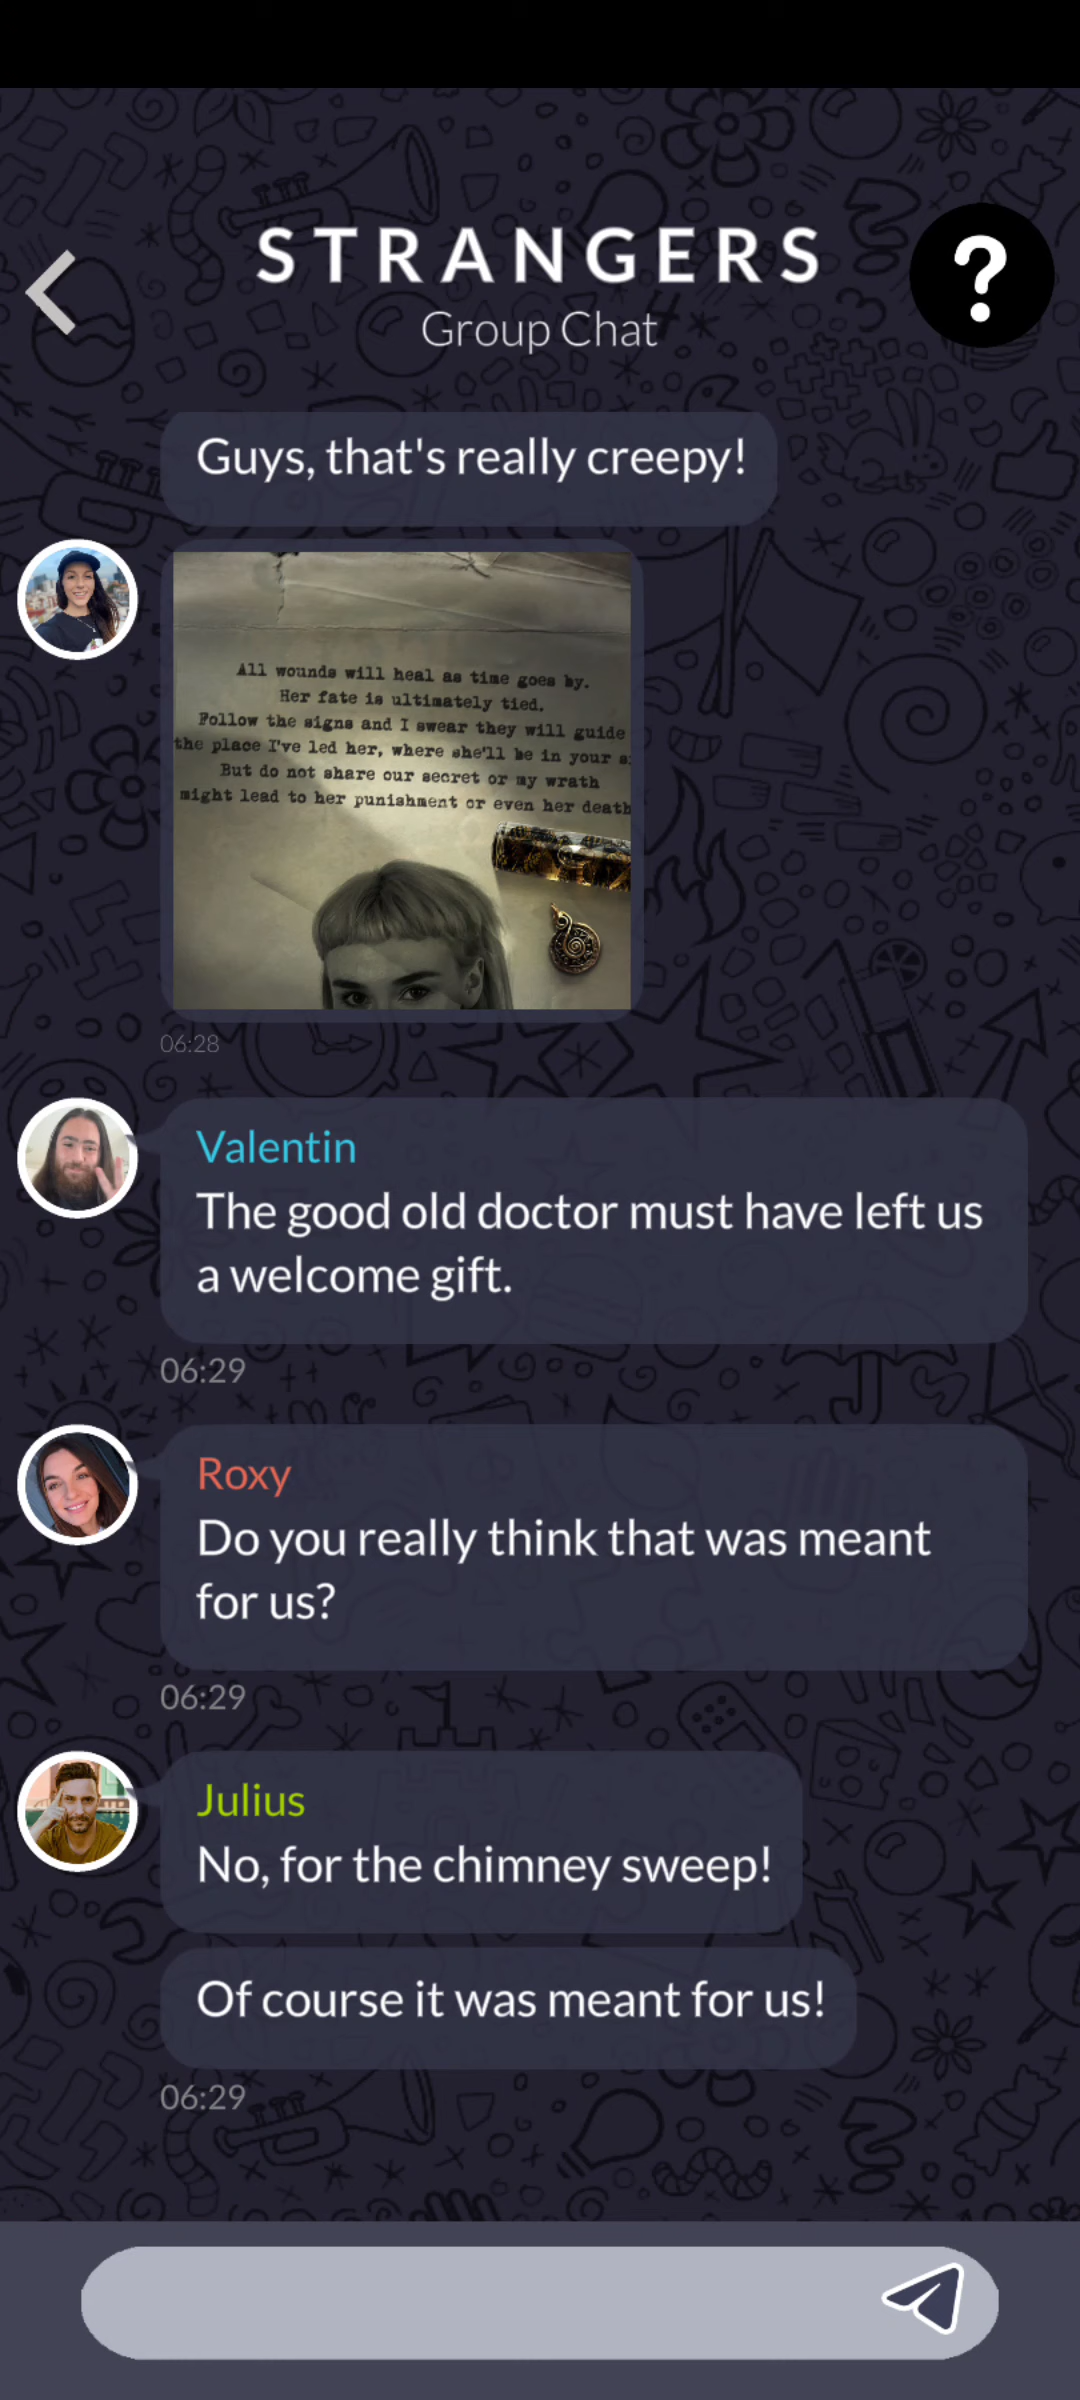 STRANGERS
Group Chat
Guys, that's really creepy!
All wounds will heal as time goes by.
Her fate is ultimately tied.
Follow the signs and I swear they will guide
the place I've led her, where she'll be in your
But do not share our secret or my wrath
might lead to her punishment or even her death
06:28
Valentin
The good old doctor must have left us
a welcome gift.
06:29
Roxy
Do you really think that was meant
for us?
06:29
Julius
No, for the chimney sweep!
Of course it was meant for us!
06:29